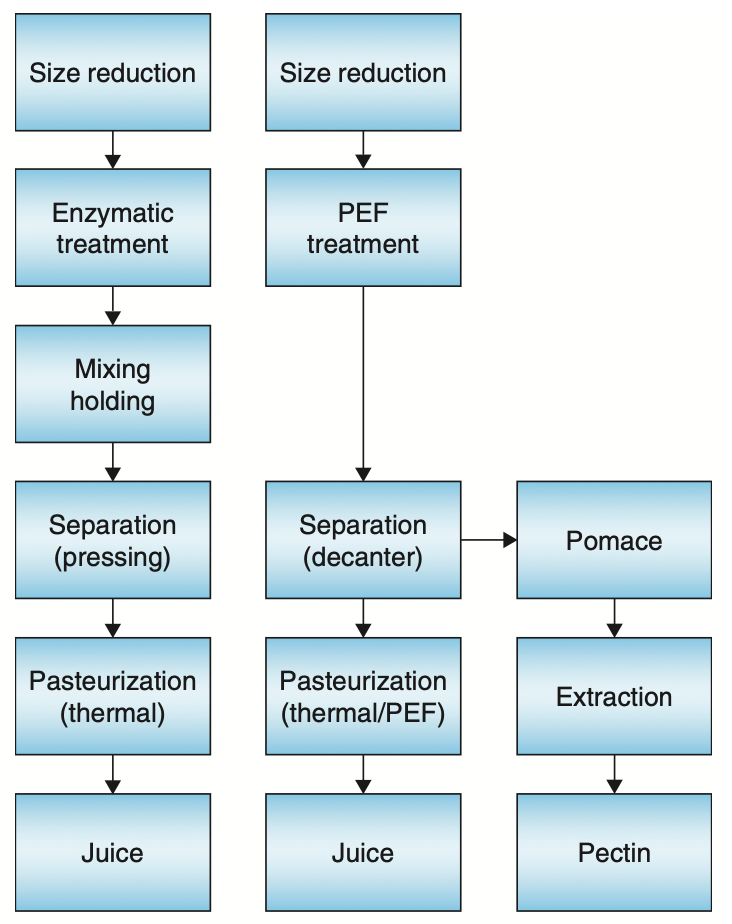 Size reduction
Enzymatic
treatment
Mixing
holding
Separation
(pressing)
Pasteurization
(thermal)
Juice
Size reduction
PEF
treatment
Separation
(decanter)
Pasteurization
(thermal/PEF)
Juice
Pomace
Extraction
Pectin